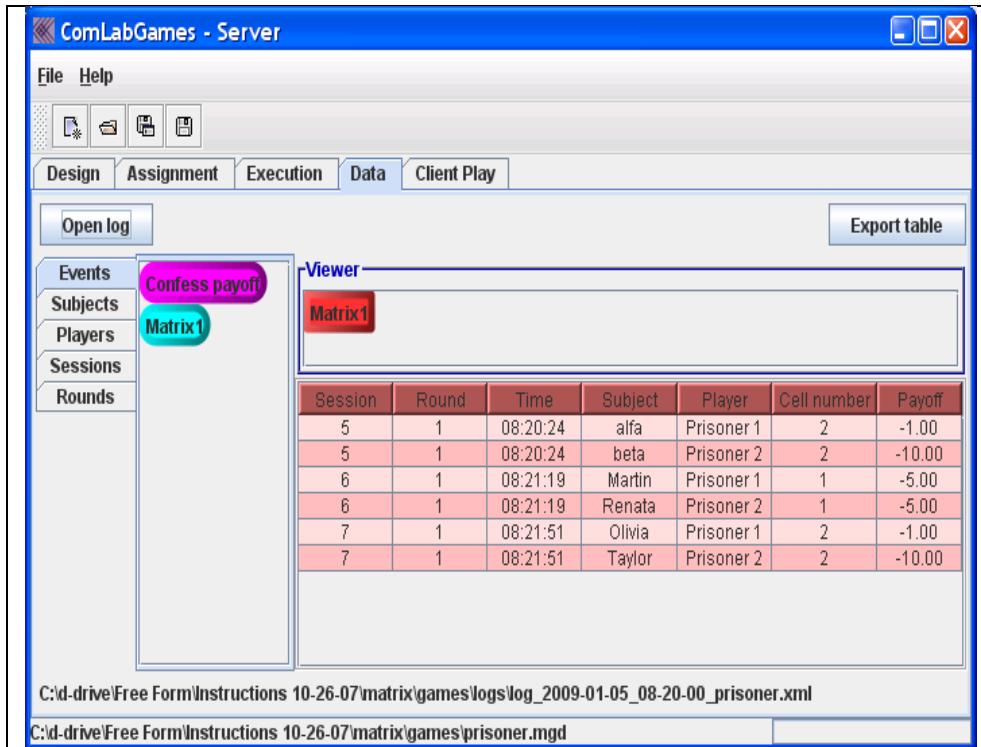 ComLabGames - Server
File Help
Design Assignment Execution Data Client Play
Open log Export table
Events
Subjects
Players
Sessions
Rounds
Confess payoff
Matrix1
Viewer
Matrix1
Session Round Time Subject Player Cell number Payoff
5 1 08:20:24 alfa Prisoner 1 2 -1.00
5 1 08:20:24 beta Prisoner 2 2 -10.00
6 1 08:21:19 Martin Prisoner 1 1 -5.00
6 1 08:21:19 Renata Prisoner 2 1 -5.00
7 1 08:21:51 Olivia Prisoner 1 2 -1.00
7 1 08:21:51 Taylor Prisoner 2 2 -10.00
C:\d-drive\Free Form\Instructions 10-26-07\matrix\games\logs\log_2009-01-05_08-20-00_prisoner.xml
C:\d-drive\Free Form\Instructions 10-26-07\matrix\games\prisoner.mgd